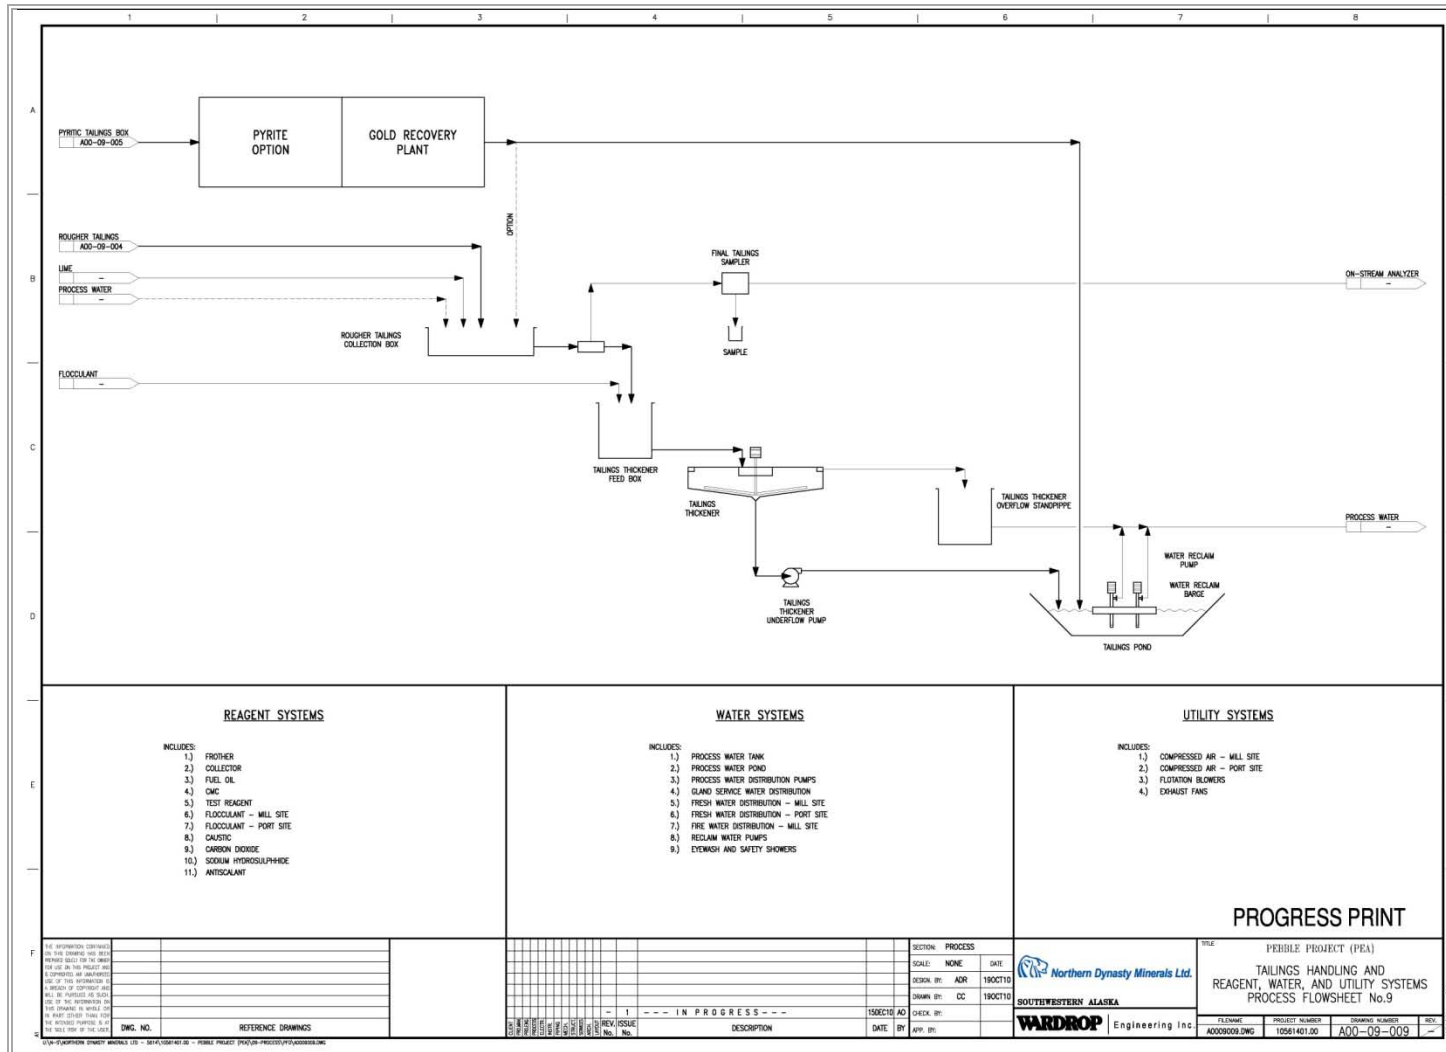 1 2 3 4 5 6 7 8
A
PYRITIC TAILINGS BOX
A00-09-005
PYRITE
OPTION
GOLD RECOVERY
PLANT
OPTION
ROUGHER TAILINGS
A00-09-004
B
LIME
-
PROCESS WATER
-
FINAL TAILINGS
SAMPLER
ON-STREAM ANALYZER
-
ROUGHER TAILINGS
COLLECTION BOX
SAMPLE
FLOCCULANT
-
C
TAILINGS THICKENER
FEED BOX
TAILINGS
THICKENER
TAILINGS THICKENER
OVERFLOW STANDPIPPE
PROCESS WATER
-
WATER RECLAIM
PUMP
WATER RECLAIM
BARGE
D
TAILINGS
THICKENER
UNDERFLOW PUMP
TAILINGS POND
E
REAGENT SYSTEMS
INCLUDES:
1.) FROTHER
2.) COLLECTOR
3.) FUEL OIL
4.) CMC
5.) TEST REAGENT
6.) FLOCCULANT - MILL SITE
7.) FLOCCULANT - PORT SITE
8.) CAUSTIC
9.) CARBON DIOXIDE
10.) SODIUM HYDROSULPHHIDE
11.) ANTISCALANT
WATER SYSTEMS
INCLUDES:
1.) PROCESS WATER TANK
2.) PROCESS WATER POND
3.) PROCESS WATER DISTRIBUTION PUMPS
4.) GLAND SERVICE WATER DISTRIBUTION
5.) FRESH WATER DISTRIBUTION - MILL SITE
6.) FRESH WATER DISTRIBUTION - PORT SITE
7.) FIRE WATER DISTRIBUTION - MILL SITE
8.) RECLAIM WATER PUMPS
9.) EYEWASH AND SAFETY SHOWERS
UTILITY SYSTEMS
INCLUDES:
1.) COMPRESSED AIR - MILL SITE
2.) COMPRESSED AIR - PORT SITE
3.) FLOTATION BLOWERS
4.) EXHAUST FANS
PROGRESS PRINT
F
DWG. NO. REFERENCE DRAWINGS
- 1 - - - IN PROGRESS - - - 15DEC10 AO
REV. No. ISSUE No. DESCRIPTION DATE BY
SECTION: PROCESS
SCALE: NONE DATE
DESIGN. BY: ADR 19OCT10
DRAWN BY: CC 19OCT10
CHECK. BY:
APP. BY:
Northern Dynasty Minerals Ltd.
SOUTHWESTERN ALASKA
WARDROP Engineering Inc.
TITLE
PEBBLE PROJECT (PEA)
TAILINGS HANDLING AND
REAGENT, WATER, AND UTILITY SYSTEMS
PROCESS FLOWSHEET No.9
FILENAME PROJECT NUMBER DRAWING NUMBER REV.
A0009009.DWG 10561401.00 A00-09-009 -